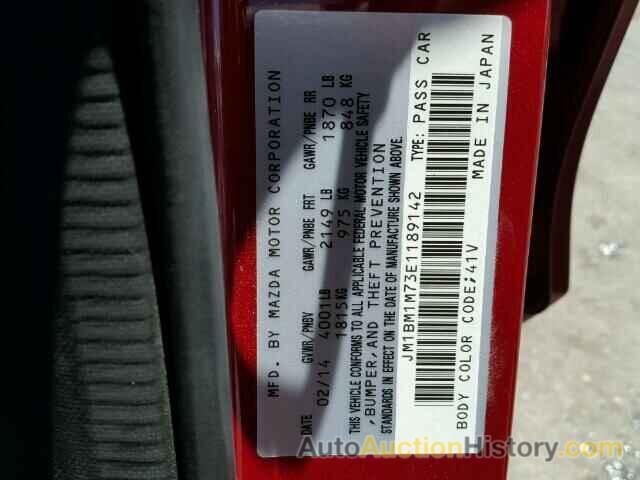 MFD. BY MAZDA MOTOR CORPORATION
DATE GVWR/PNBV GAWR/PNBE FRT GAWR/PNBE RR
02/14 4001LB 2149 LB 1870 LB
1815KG 975 KG 848 KG
THIS VEHICLE CONFORMS TO ALL APPLICABLE FEDERAL MOTOR VEHICLE SAFETY
,BUMPER,AND THEFT PREVENTION
STANDARDS IN EFFECT ON THE DATE OF MANUFACTURE SHOWN ABOVE.
JM1BM1M73E1189142 TYPE: PASS CAR
BODY COLOR CODE;41V MADE IN JAPAN
AutoAuctionHistory.com